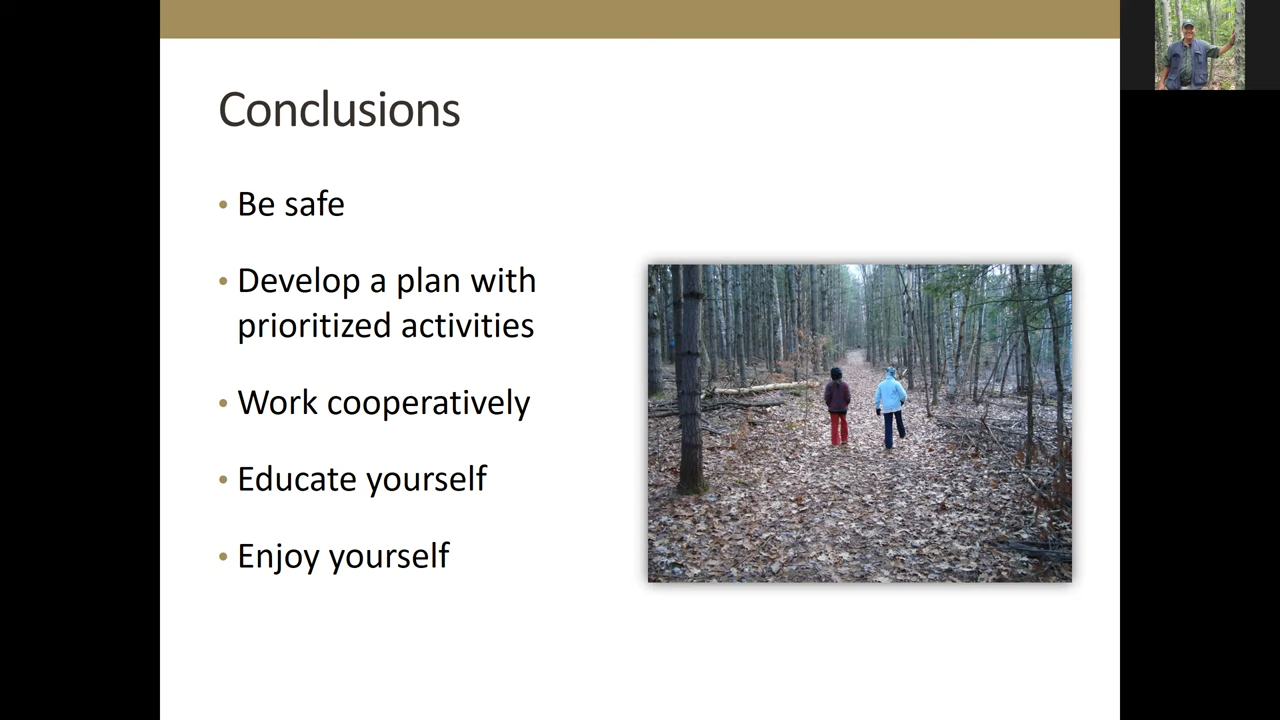 Conclusions
• Be safe
• Develop a plan with
prioritized activities
• Work cooperatively
• Educate yourself
• Enjoy yourself